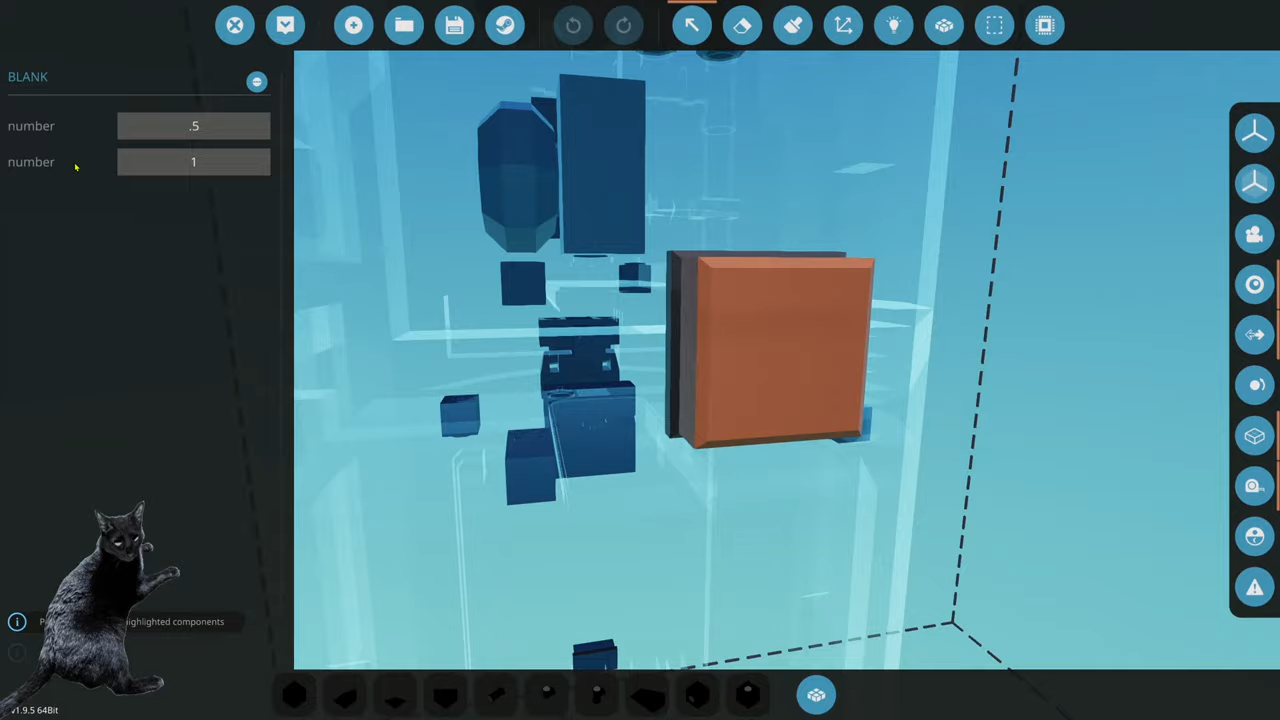 BLANK
number .5
number 1
highlighted components
v1.9.5 64Bit